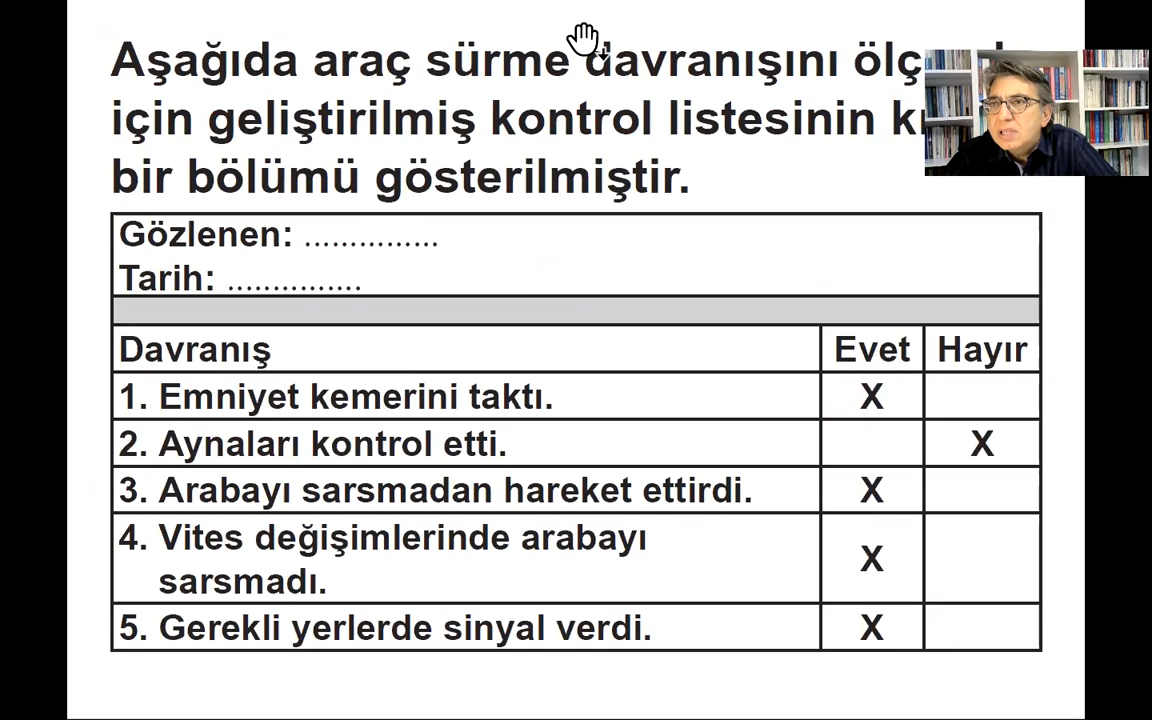 Aşağıda araç sürme davranışını
için geliştirilmiş kontrol listesinin
bir bölümü gösterilmiştir.
Gözlenen: ...............
Tarih: ...............
Davranış Evet Hayır
1. Emniyet kemerini taktı. X
2. Aynaları kontrol etti. X
3. Arabayı sarsmadan hareket ettirdi. X
4. Vites değişimlerinde arabayı
sarsmadı. X
5. Gerekli yerlerde sinyal verdi. X